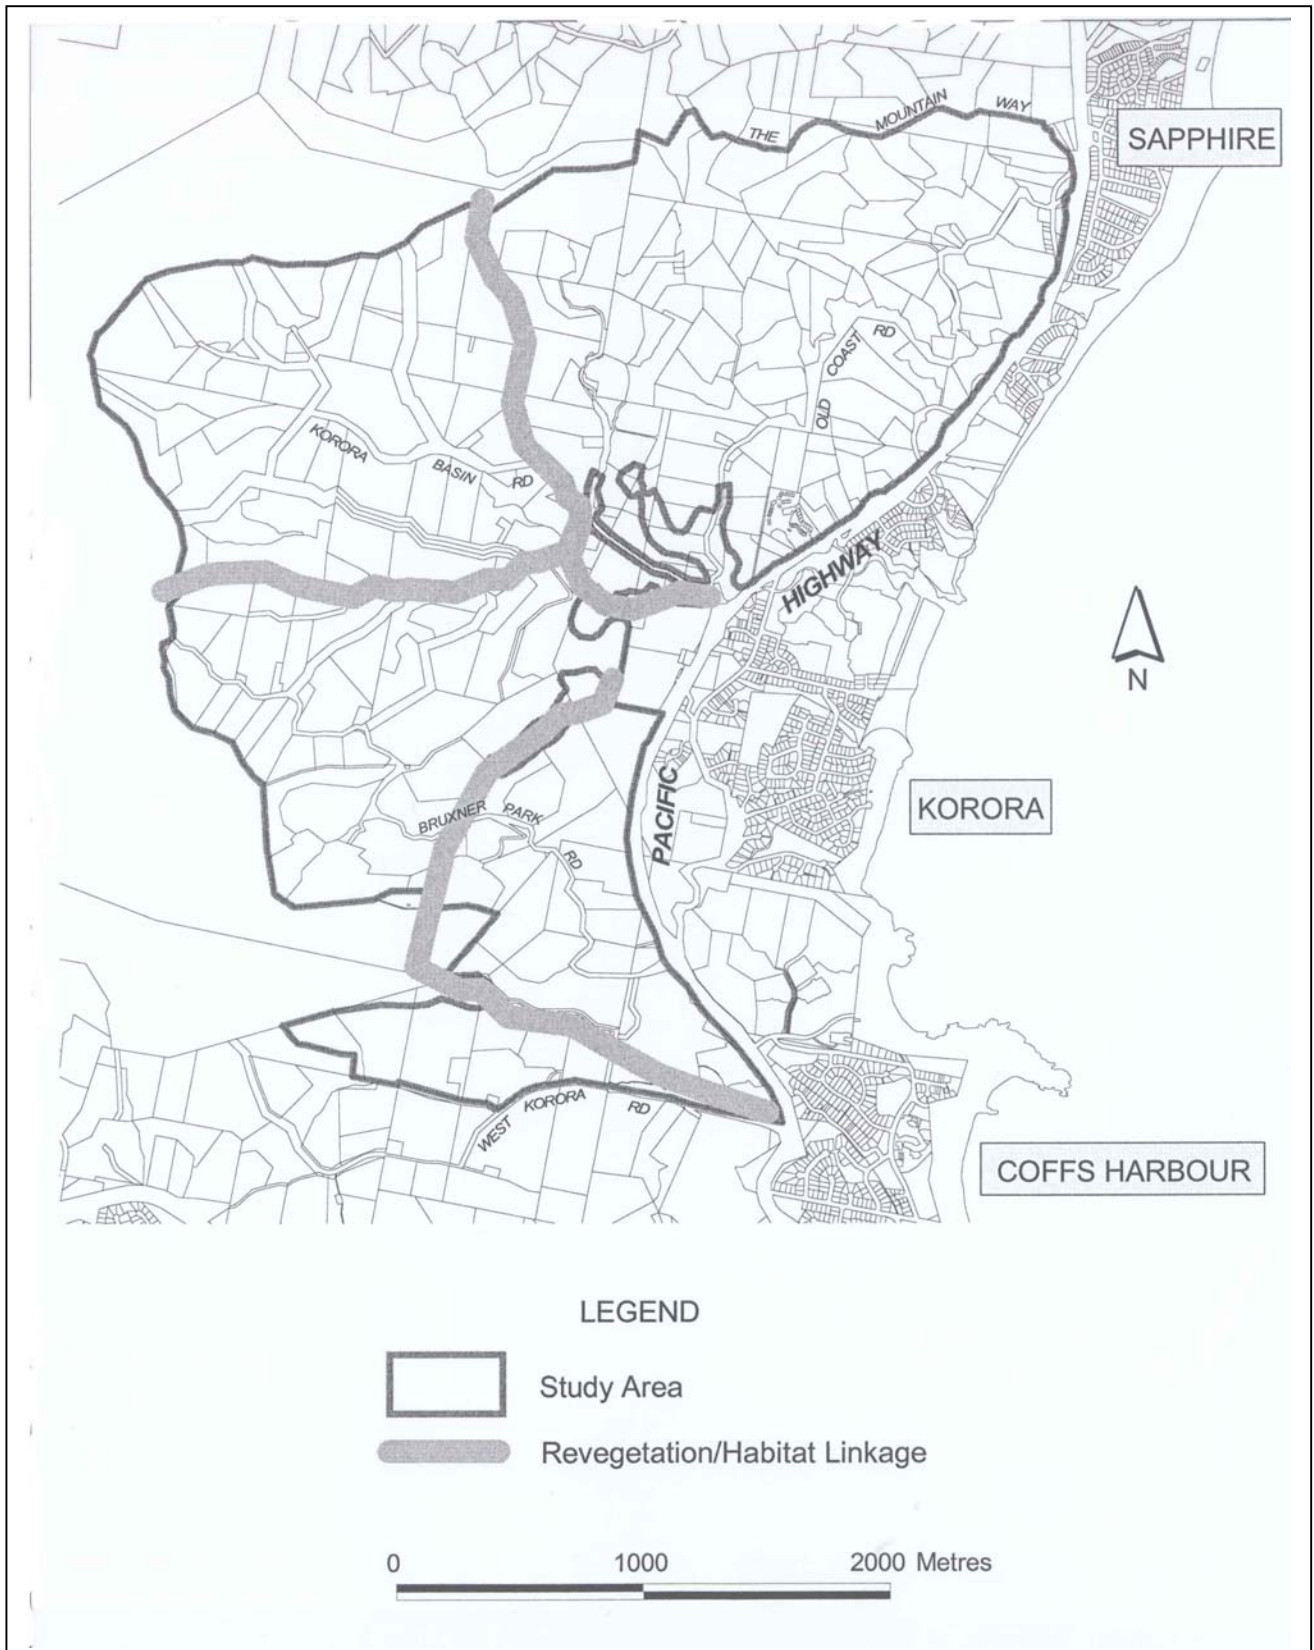 THE MOUNTAIN WAY
SAPPHIRE
OLD COAST RD
KORORA BASIN RD
HIGHWAY
N
PACIFIC
KORORA
BRUXNER PARK RD
WEST KORORA RD
COFFS HARBOUR
LEGEND
Study Area
Revegetation/Habitat Linkage
0 1000 2000 Metres